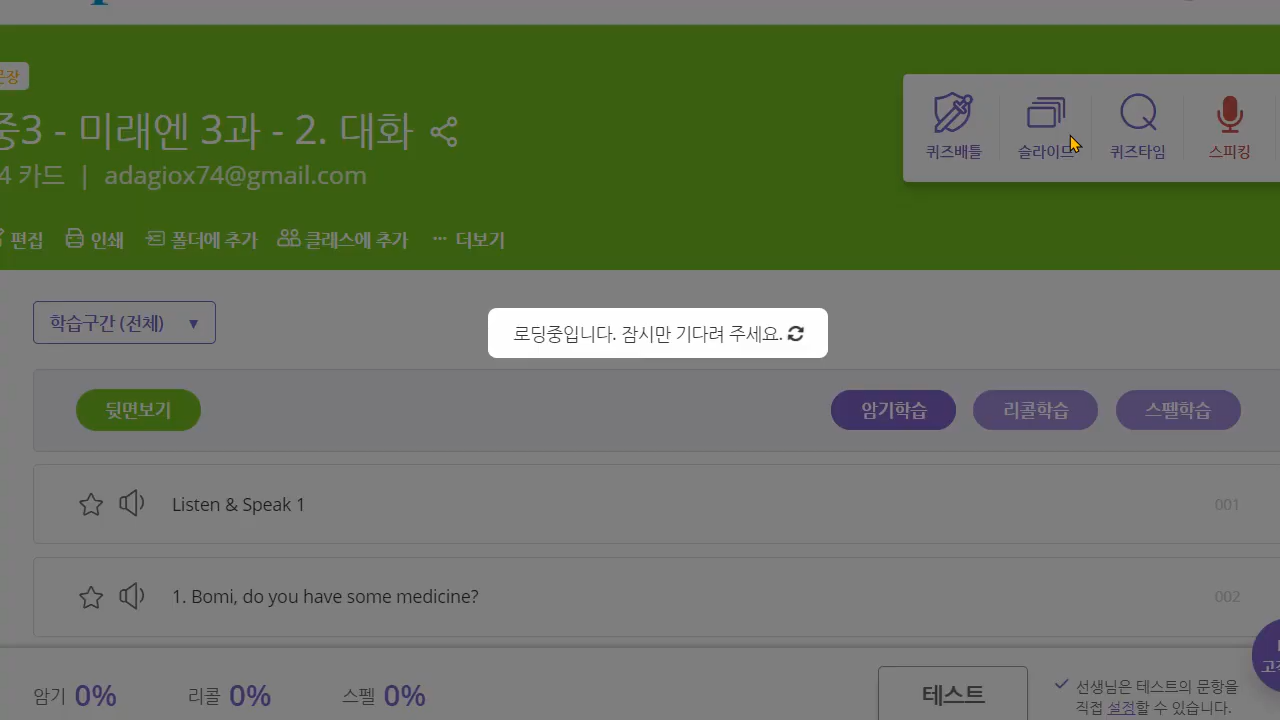 문장
중3 - 미래엔 3과 - 2. 대화
4 카드 | adagiox74@gmail.com
편집 인쇄 폴더에 추가 클래스에 추가 ··· 더보기
퀴즈배틀 슬라이드 퀴즈타임 스피킹
학습구간 (전체) ▼
로딩중입니다. 잠시만 기다려 주세요.
뒷면보기 암기학습 리콜학습 스펠학습
Listen & Speak 1 001
1. Bomi, do you have some medicine? 002
암기 0% 리콜 0% 스펠 0%
테스트
선생님은 테스트의 문항을
직접 설정할 수 있습니다.